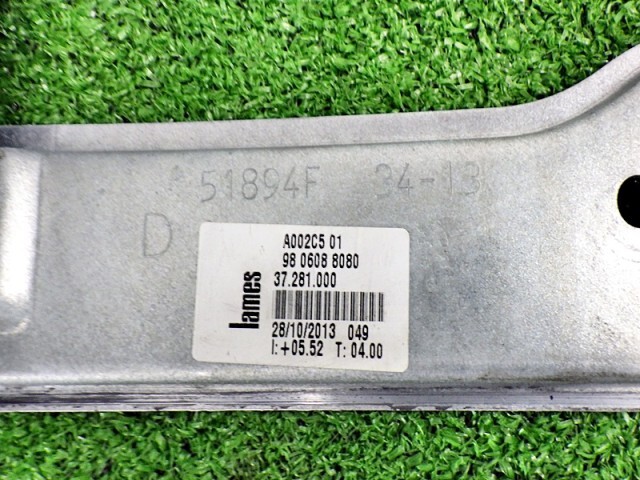 51894F 34-13
D
lames
A002C5 01
98 0608 8080
37.281.000
28/10/2013 049
I:+05.52 T:04.00